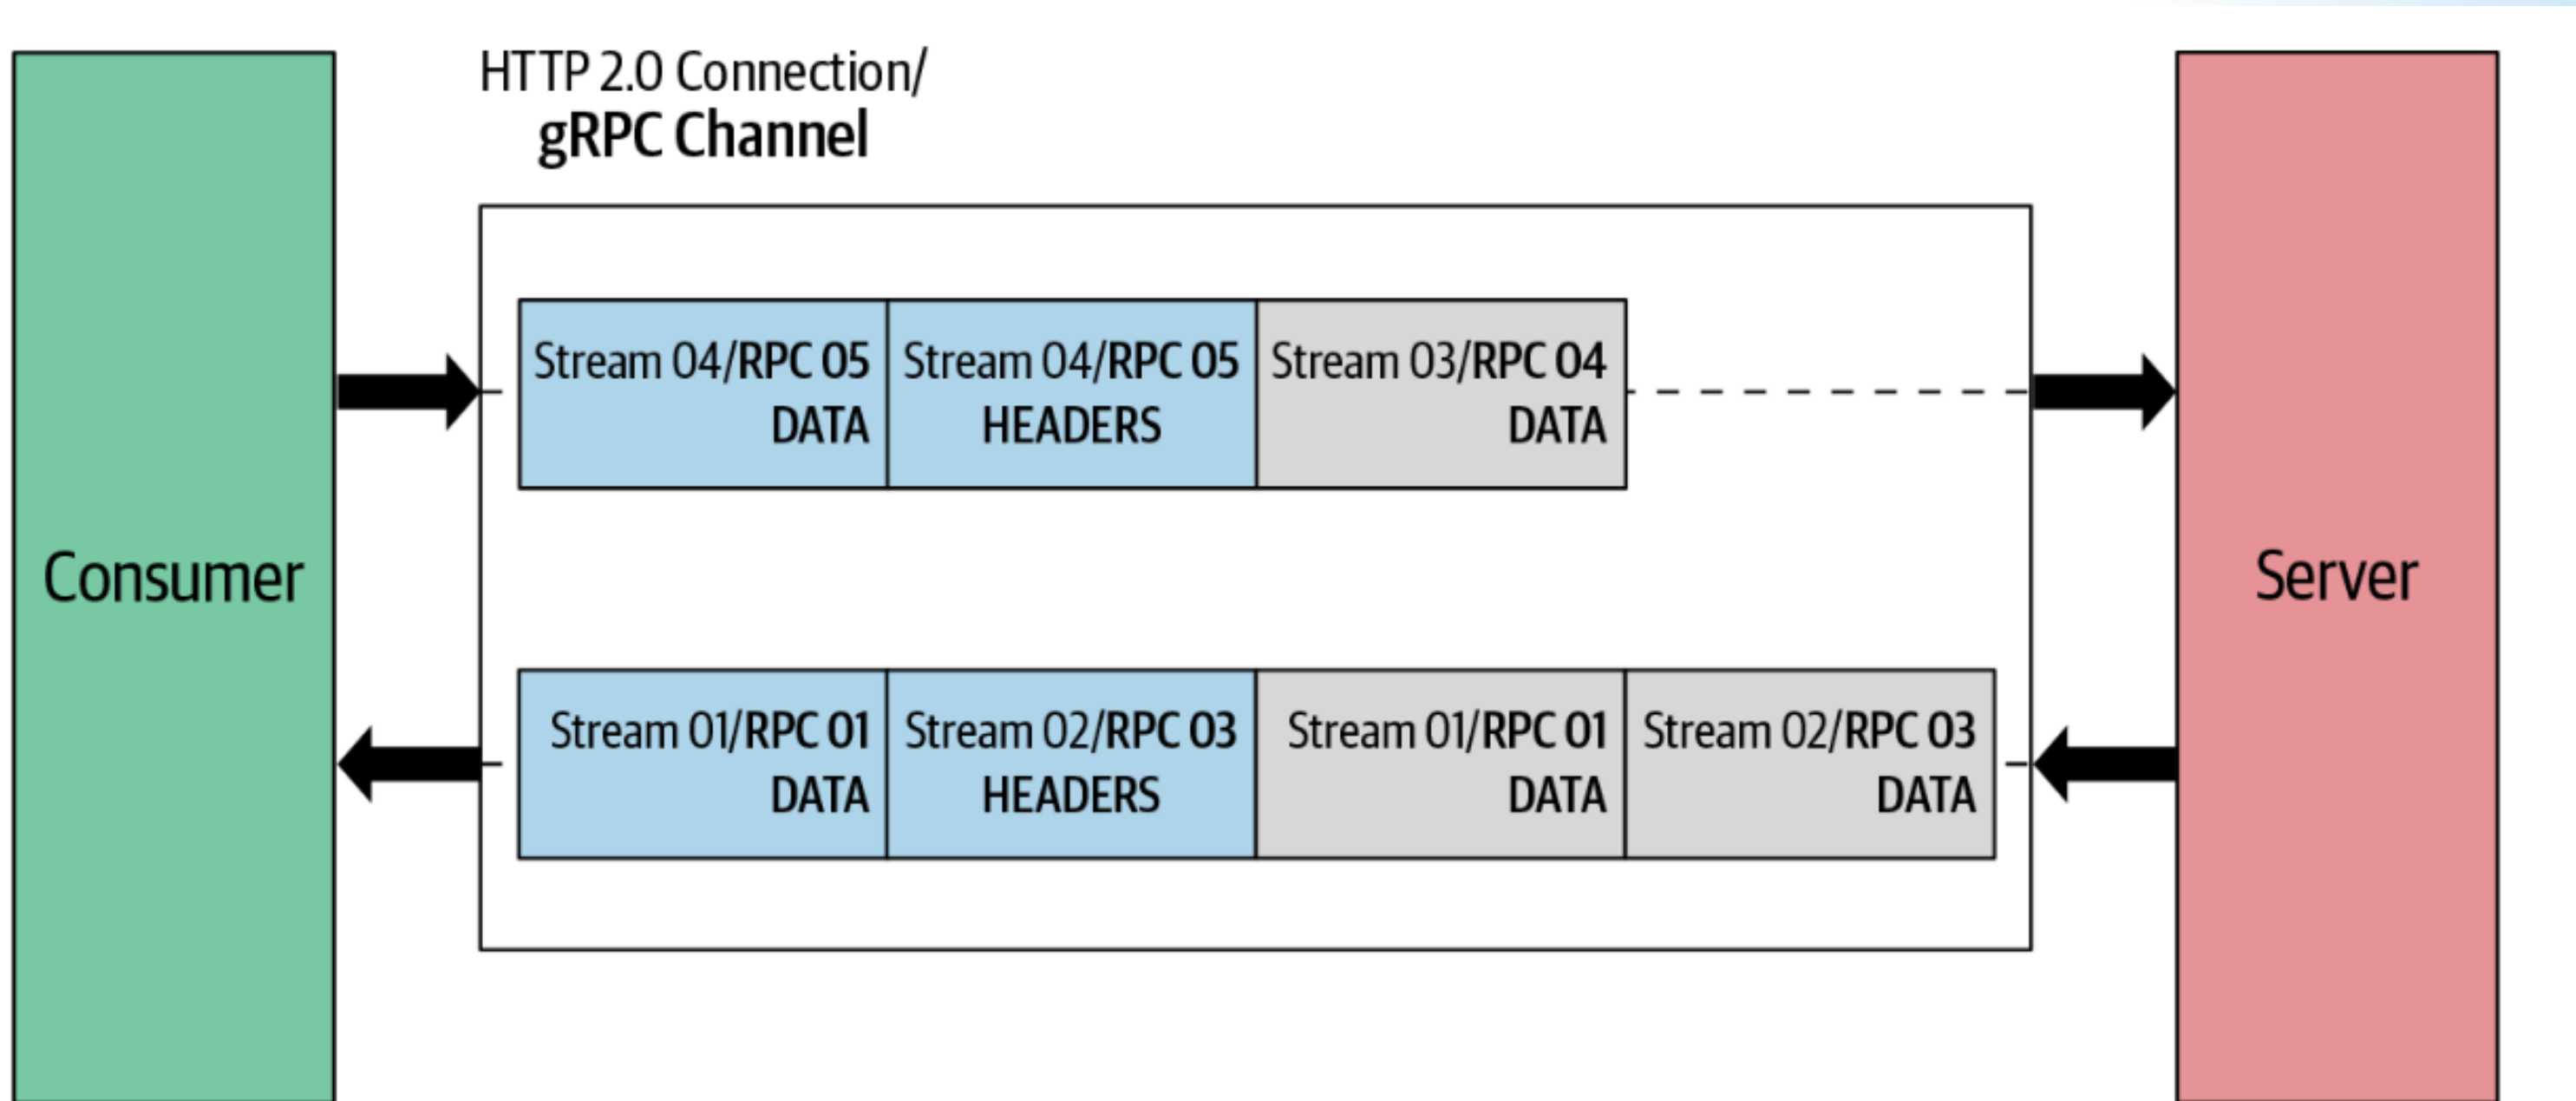 HTTP 2.0 Connection/
gRPC Channel
Consumer
Stream 04/RPC 05
DATA
Stream 04/RPC 05
HEADERS
Stream 03/RPC 04
DATA
Stream 01/RPC 01
DATA
Stream 02/RPC 03
HEADERS
Stream 01/RPC 01
DATA
Stream 02/RPC 03
DATA
Server